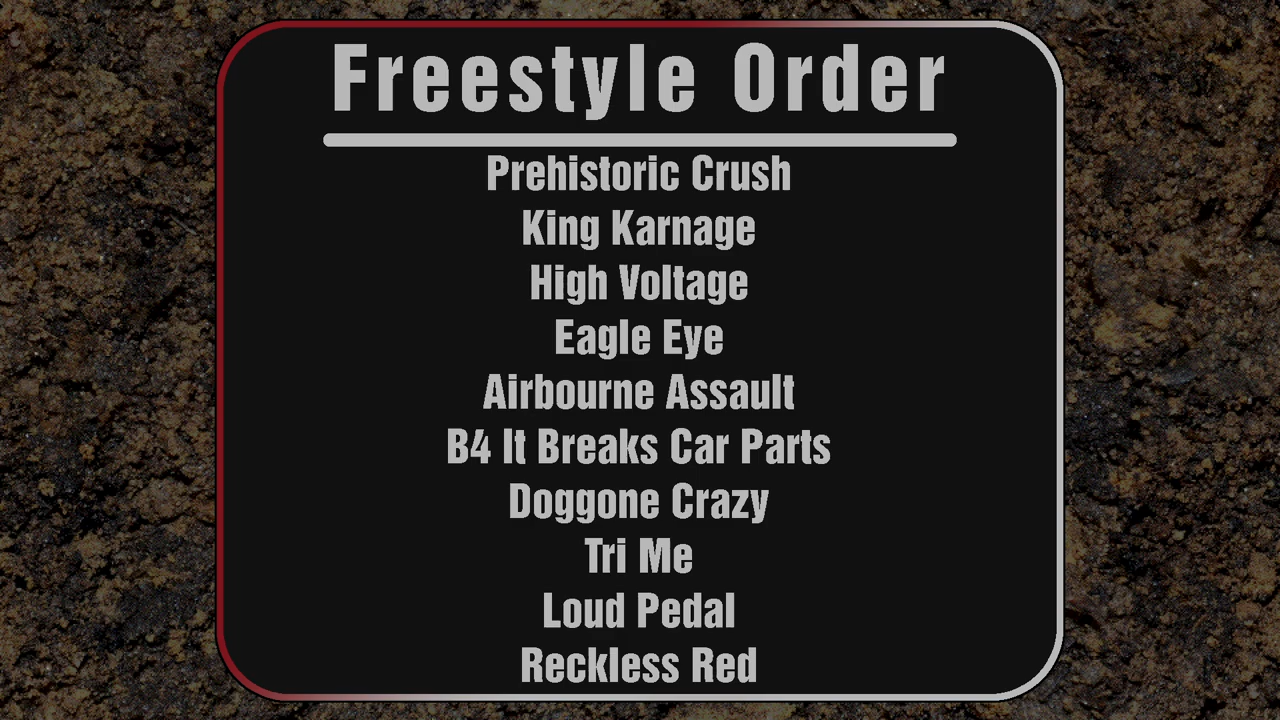 Freestyle Order
Prehistoric Crush
King Karnage
High Voltage
Eagle Eye
Airbourne Assault
B4 It Breaks Car Parts
Doggone Crazy
Tri Me
Loud Pedal
Reckless Red